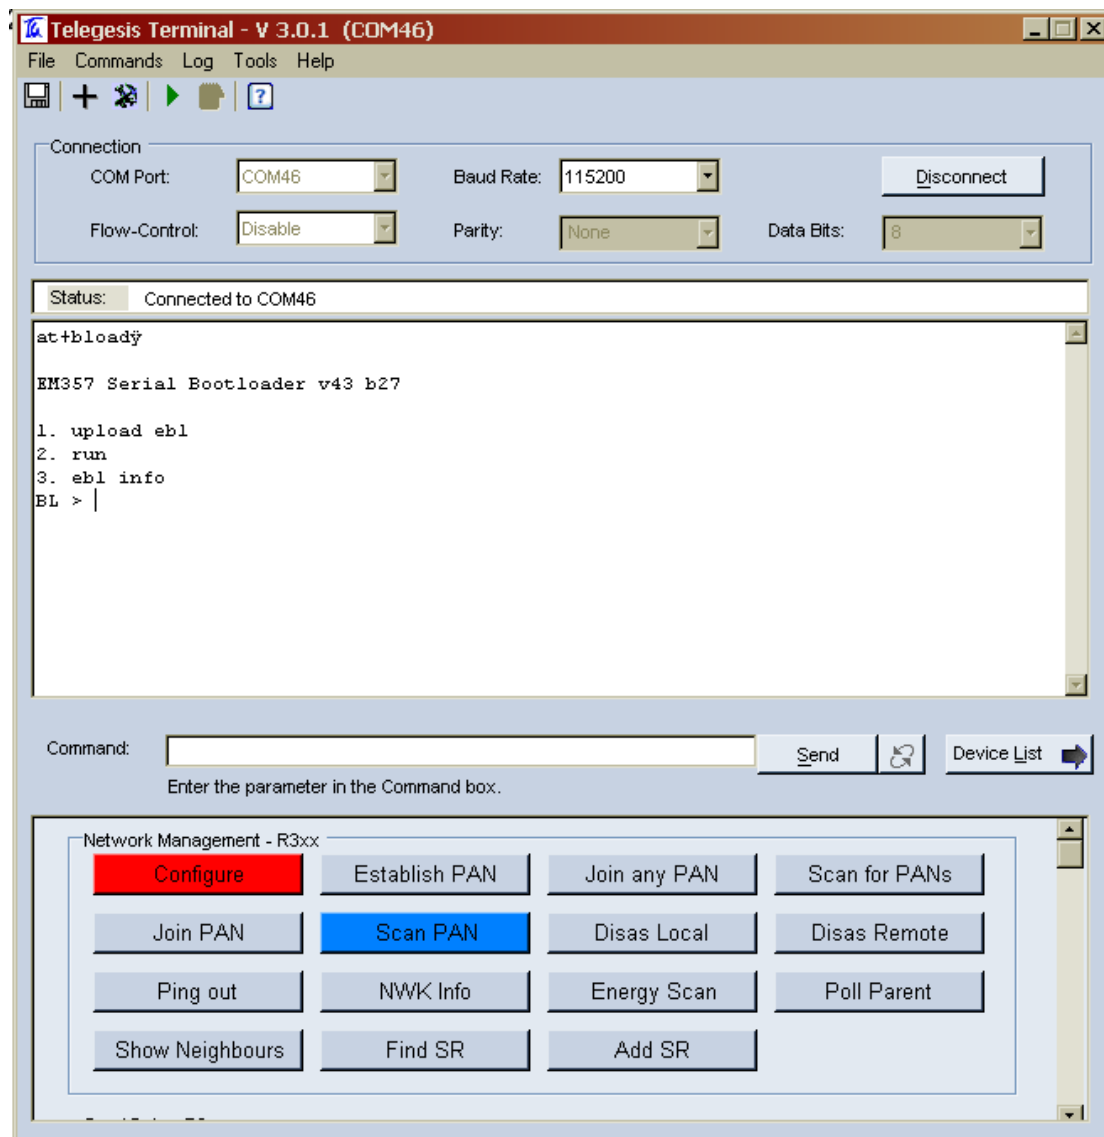 Telegesis Terminal - V 3.0.1 (COM46)
File Commands Log Tools Help
Connection
COM Port: COM46 Baud Rate: 115200 Disconnect
Flow-Control: Disable Parity: None Data Bits: 8
Status: Connected to COM46
at+bloadÿ
EM357 Serial Bootloader v43 b27
1. upload ebl
2. run
3. ebl info
BL >
Command: Send Device List
Enter the parameter in the Command box.
Network Management - R3xx
Configure Establish PAN Join any PAN Scan for PANs
Join PAN Scan PAN Disas Local Disas Remote
Ping out NWK Info Energy Scan Poll Parent
Show Neighbours Find SR Add SR